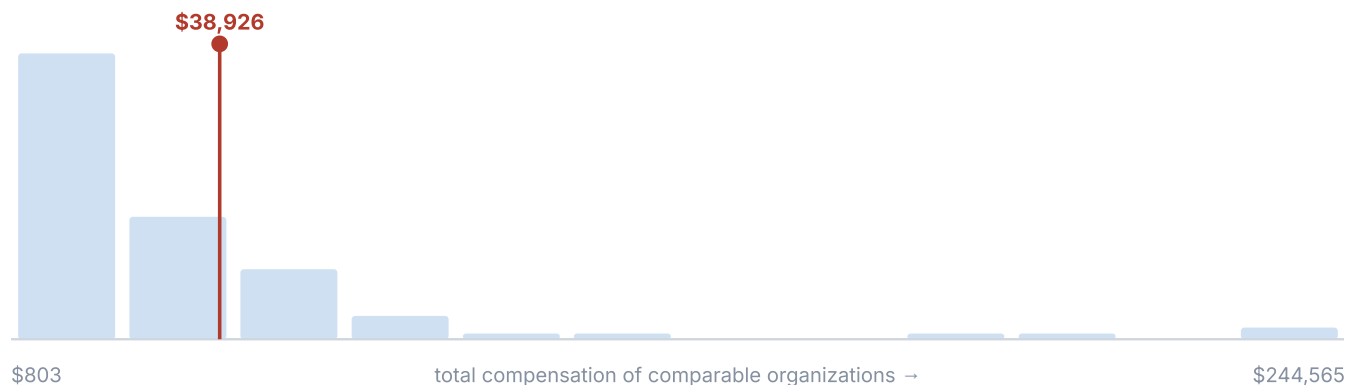 $38,926
$803 total compensation of comparable organizations → $244,565